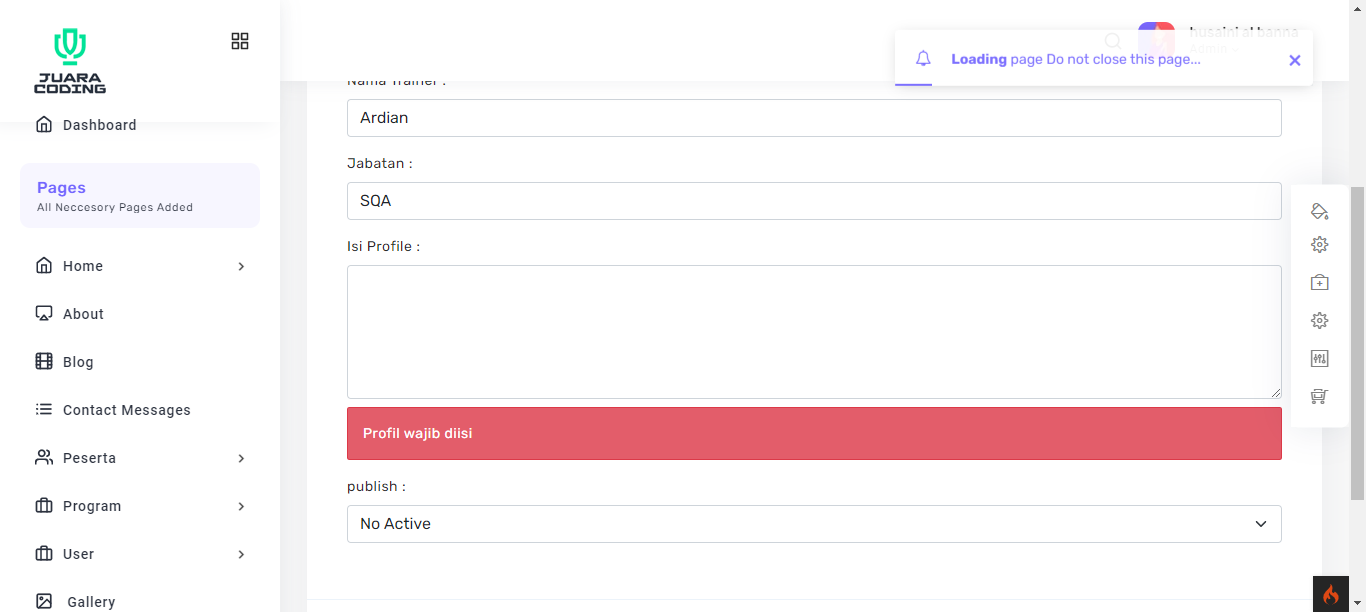 JUARA
CODING
husaini al banna
Admin
Loading page Do not close this page...
Dashboard
Pages
All Neccesory Pages Added
Home
About
Blog
Contact Messages
Peserta
Program
User
Gallery
Nama Trainer :
Ardian
Jabatan :
SQA
Isi Profile :
Profil wajib diisi
publish :
No Active